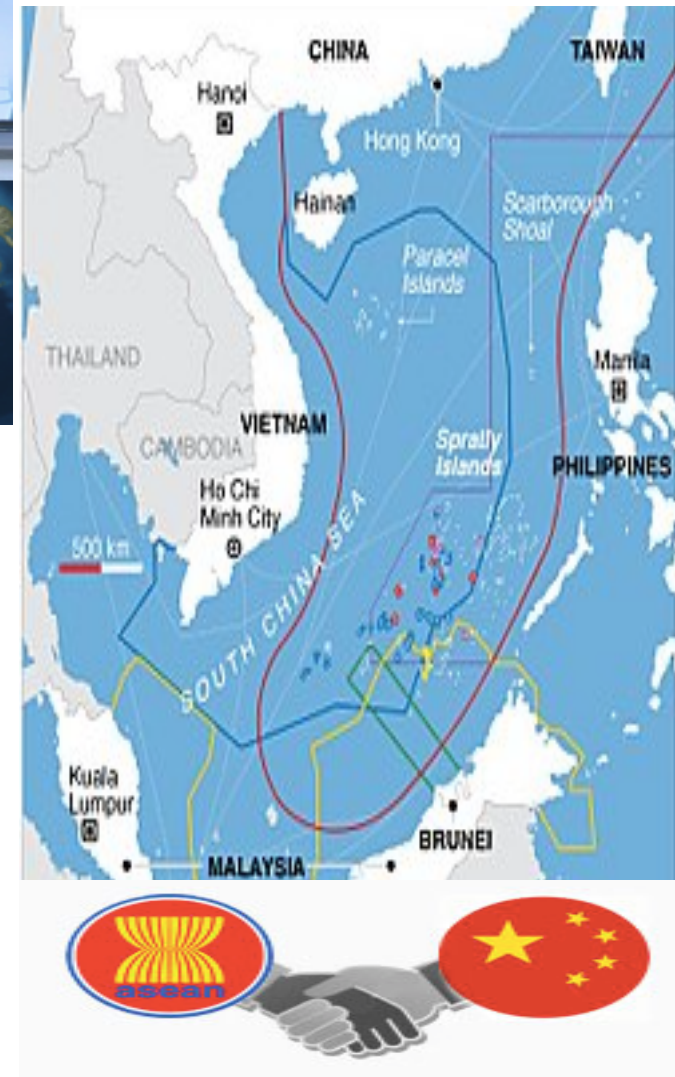 CHINA
TAIWAN
Hanoi
Hong Kong
Hainan
Scarborough
Shoal
Paracel
Islands
THAILAND
Manila
VIETNAM
CAMBODIA
Spratly
Islands
PHILIPPINES
Ho Chi
Minh City
500 km
SOUTH CHINA SEA
Kuala
Lumpur
BRUNEI
MALAYSIA
asean